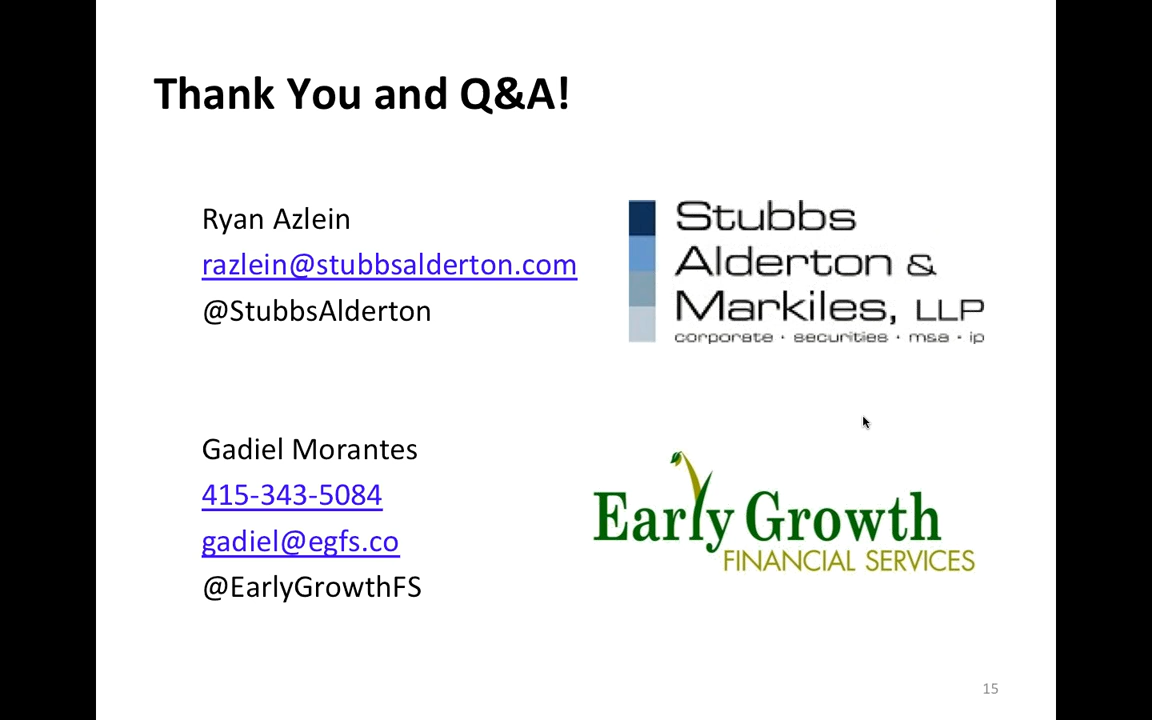 Thank You and Q&A!
Ryan Azlein
razlein@stubbsalderton.com
@StubbsAlderton
Stubbs
Alderton &
Markiles, LLP
corporate · securities · m&a · ip
Gadiel Morantes
415-343-5084
gadiel@egfs.co
@EarlyGrowthFS
Early Growth
FINANCIAL SERVICES
15